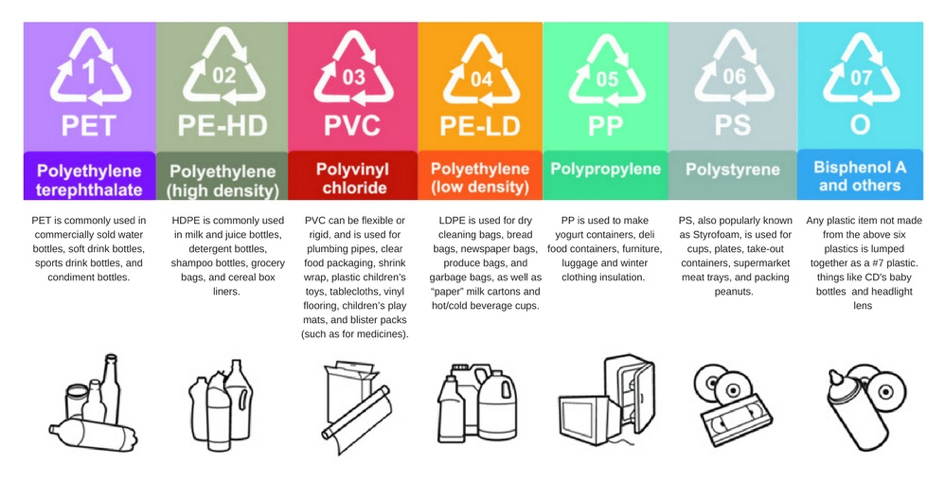 1
PET
Polyethylene
terephthalate
PET is commonly used in
commercially sold water
bottles, soft drink bottles,
sports drink bottles, and
condiment bottles.
02
PE-HD
Polyethylene
(high density)
HDPE is commonly used
in milk and juice bottles,
detergent bottles,
shampoo bottles, grocery
bags, and cereal box
liners.
03
PVC
Polyvinyl
chloride
PVC can be flexible or
rigid, and is used for
plumbing pipes, clear
food packaging, shrink
wrap, plastic children's
toys, tablecloths, vinyl
flooring, children's play
mats, and blister packs
(such as for medicines).
04
PE-LD
Polyethylene
(low density)
LDPE is used for dry
cleaning bags, bread
bags, newspaper bags,
produce bags, and
garbage bags, as well as
“paper” milk cartons and
hot/cold beverage cups.
05
PP
Polypropylene
PP is used to make
yogurt containers, deli
food containers, furniture,
luggage and winter
clothing insulation.
06
PS
Polystyrene
PS, also popularly known
as Styrofoam, is used for
cups, plates, take-out
containers, supermarket
meat trays, and packing
peanuts.
07
O
Bisphenol A
and others
Any plastic item not made
from the above six
plastics is lumped
together as a #7 plastic.
things like CD's baby
bottles and headlight
lens